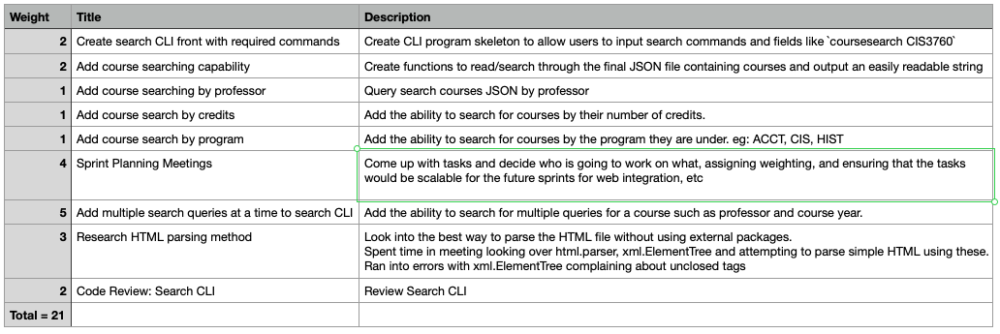 Weight Title Description
2 Create search CLI front with required commands Create CLI program skeleton to allow users to input search commands and fields like `coursesearch CIS3760`
2 Add course searching capability Create functions to read/search through the final JSON file containing courses and output an easily readable string
1 Add course searching by professor Query search courses JSON by professor
1 Add course search by credits Add the ability to search for courses by their number of credits.
1 Add course search by program Add the ability to search for courses by the program they are under. eg: ACCT, CIS, HIST
4 Sprint Planning Meetings Come up with tasks and decide who is going to work on what, assigning weighting, and ensuring that the tasks
would be scalable for the future sprints for web integration, etc
5 Add multiple search queries at a time to search CLI Add the ability to search for multiple queries for a course such as professor and course year.
3 Research HTML parsing method Look into the best way to parse the HTML file without using external packages.
Spent time in meeting looking over html.parser, xml.ElementTree and attempting to parse simple HTML using these.
Ran into errors with xml.ElementTree complaining about unclosed tags
2 Code Review: Search CLI Review Search CLI
Total = 21